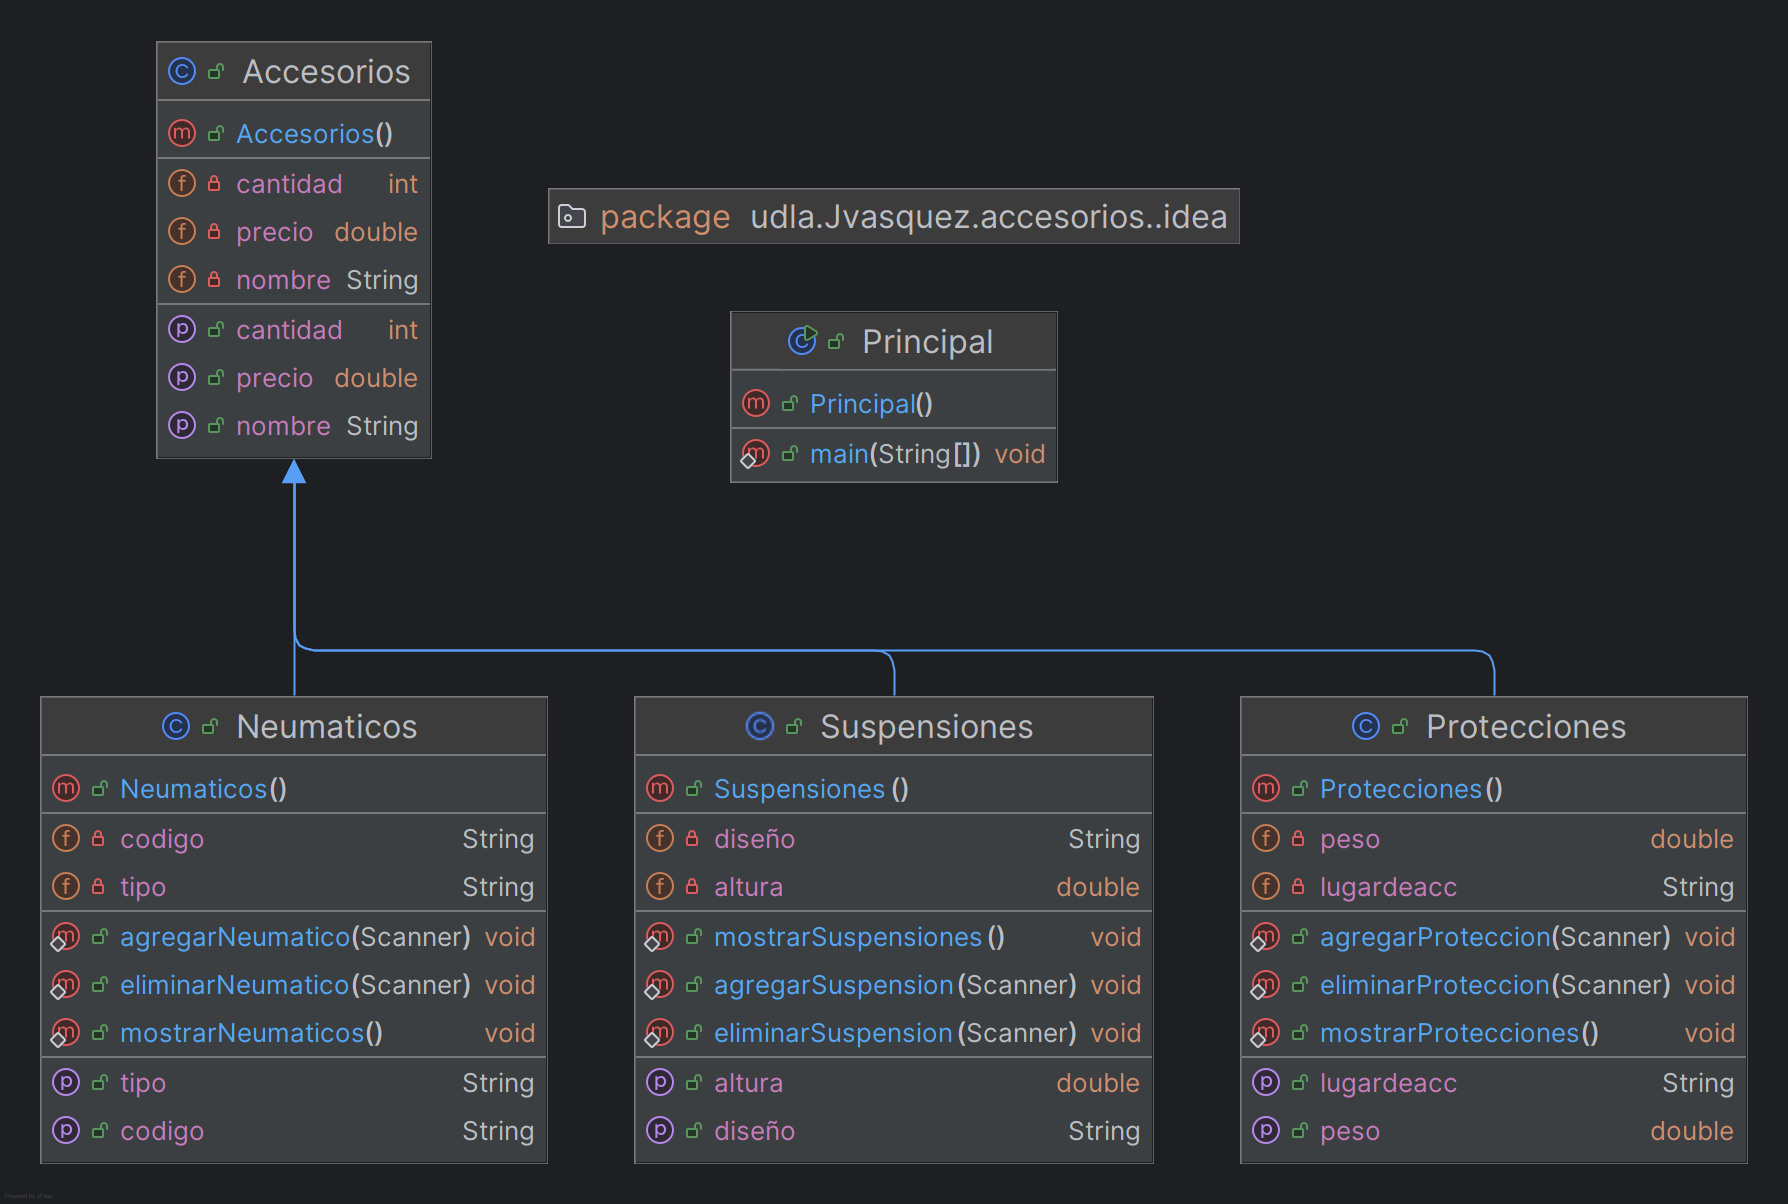 Accesorios
Accesorios()
cantidad int
precio double
nombre String
cantidad int
precio double
nombre String
package udla.Jvasquez.accesorios..idea
Principal
Principal()
main(String[]) void
Neumaticos
Neumaticos()
codigo String
tipo String
agregarNeumatico(Scanner) void
eliminarNeumatico(Scanner) void
mostrarNeumaticos() void
tipo String
codigo String
Suspensiones
Suspensiones()
diseño String
altura double
mostrarSuspensiones() void
agregarSuspension(Scanner) void
eliminarSuspension(Scanner) void
altura double
diseño String
Protecciones
Protecciones()
peso double
lugardeacc String
agregarProteccion(Scanner) void
eliminarProteccion(Scanner) void
mostrarProtecciones() void
lugardeacc String
peso double
Powered by yFiles